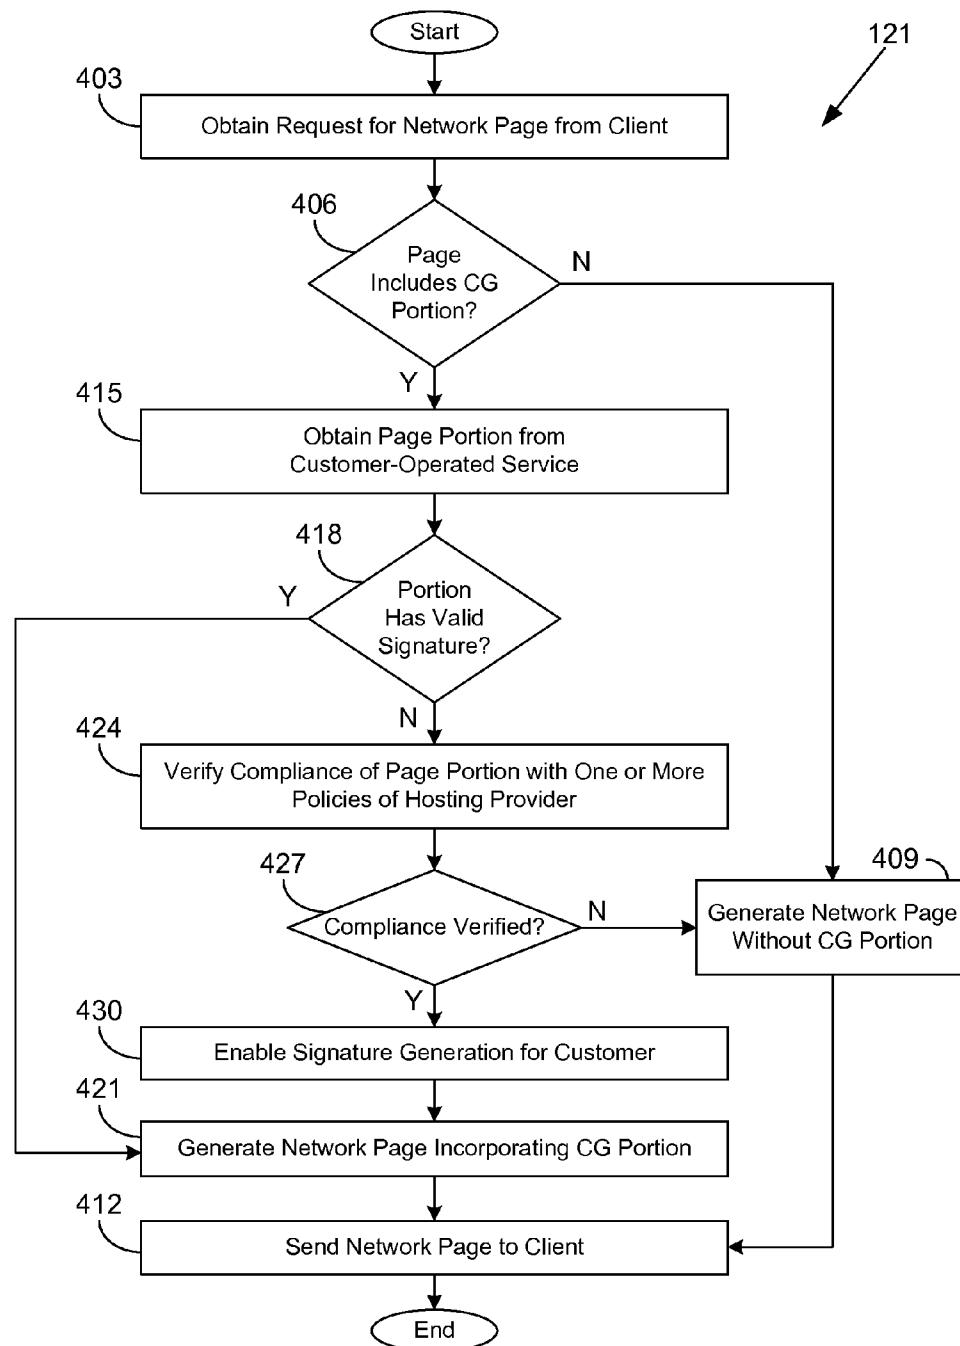 Start
121
403
Obtain Request for Network Page from Client
406
Page
Includes CG
Portion?
N
Y
415
Obtain Page Portion from
Customer-Operated Service
418
Portion
Has Valid
Signature?
Y
N
424
Verify Compliance of Page Portion with One or More
Policies of Hosting Provider
427
Compliance Verified?
N
Y
409
Generate Network Page
Without CG Portion
430
Enable Signature Generation for Customer
421
Generate Network Page Incorporating CG Portion
412
Send Network Page to Client
End